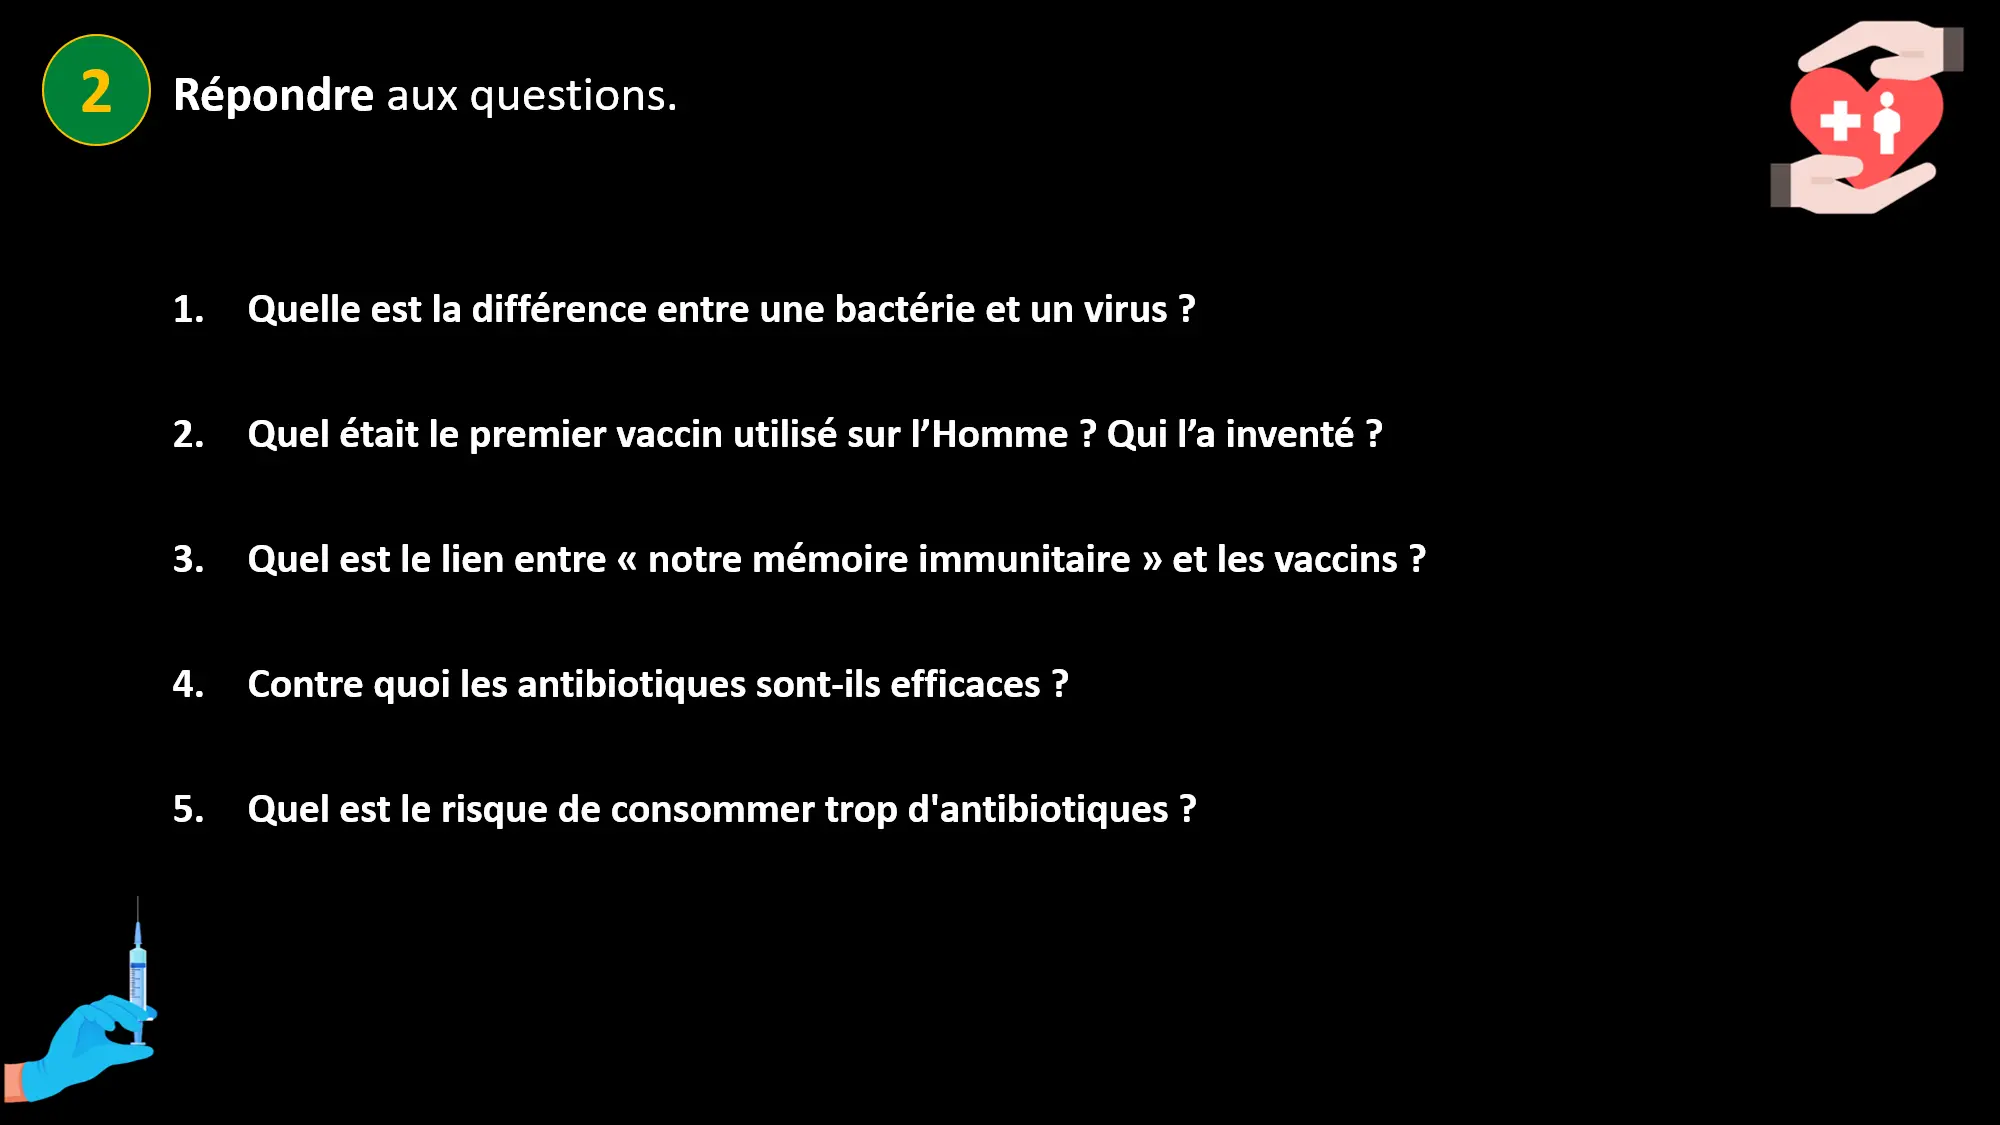 2
Répondre aux questions.
1. Quelle est la différence entre une bactérie et un virus ?
2. Quel était le premier vaccin utilisé sur l’Homme ? Qui l’a inventé ?
3. Quel est le lien entre « notre mémoire immunitaire » et les vaccins ?
4. Contre quoi les antibiotiques sont-ils efficaces ?
5. Quel est le risque de consommer trop d'antibiotiques ?